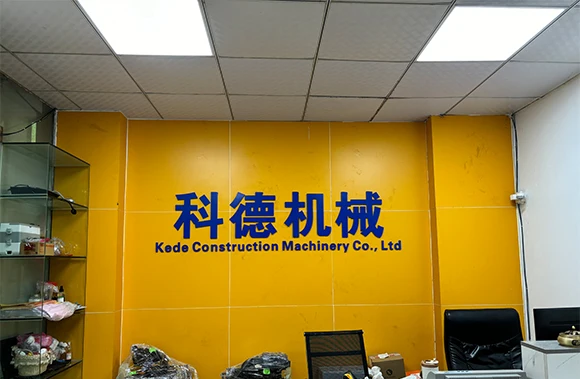 科德机械
Kede Construction Machinery Co., Ltd